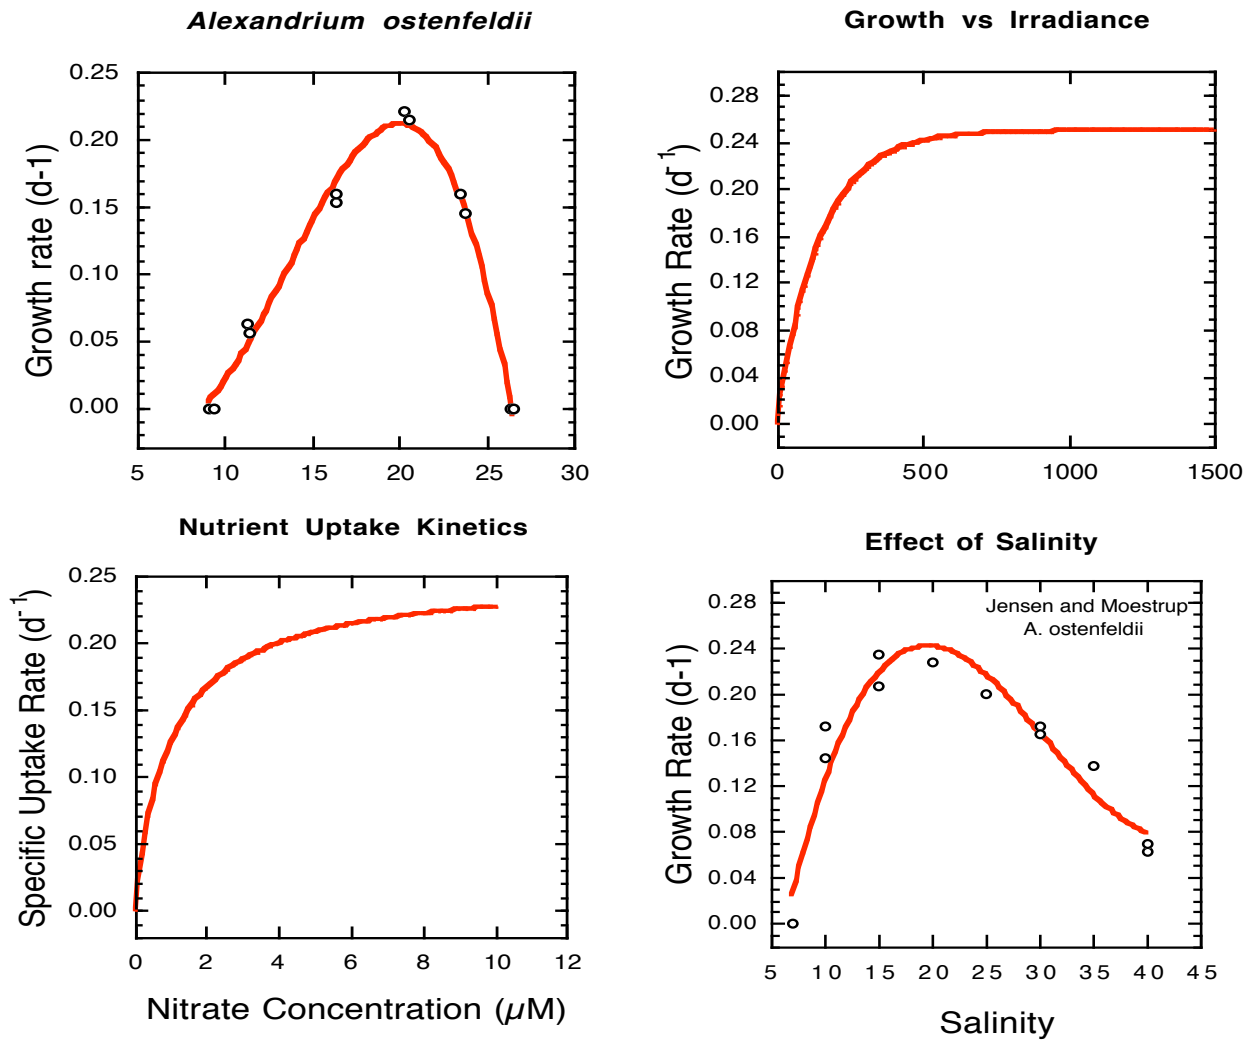 Alexandrium ostenfeldii
Growth rate (d-1)
0.25
0.20
0.15
0.10
0.05
0.00
5 10 15 20 25 30
Growth vs Irradiance
Growth Rate (d⁻¹)
0.28
0.24
0.20
0.16
0.12
0.08
0.04
0.00
0 500 1000 1500
Nutrient Uptake Kinetics
Specific Uptake Rate (d⁻¹)
0.25
0.20
0.15
0.10
0.05
0.00
0 2 4 6 8 10 12
Nitrate Concentration (µM)
Effect of Salinity
Jensen and Moestrup
A. ostenfeldii
Growth Rate (d-1)
0.28
0.24
0.20
0.16
0.12
0.08
0.04
0.00
5 10 15 20 25 30 35 40 45
Salinity